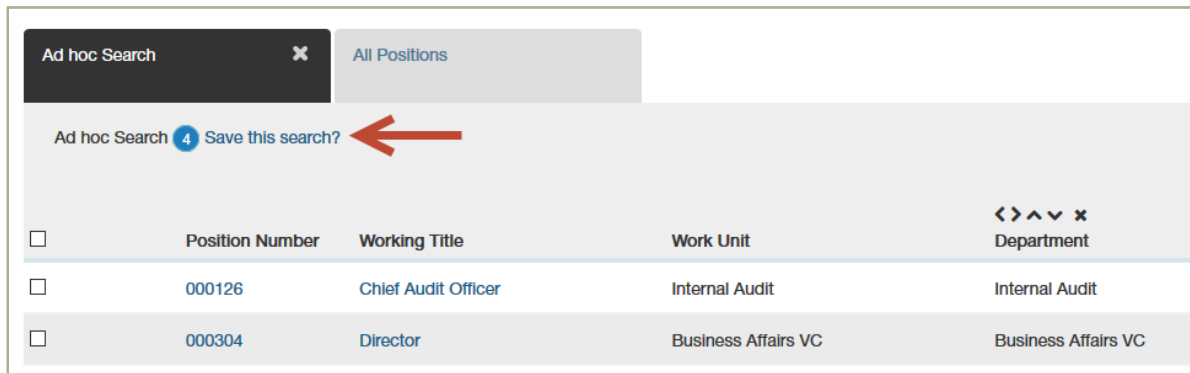 Ad hoc Search All Positions
Ad hoc Search 4 Save this search?
Position Number Working Title Work Unit Department
000126 Chief Audit Officer Internal Audit Internal Audit
000304 Director Business Affairs VC Business Affairs VC